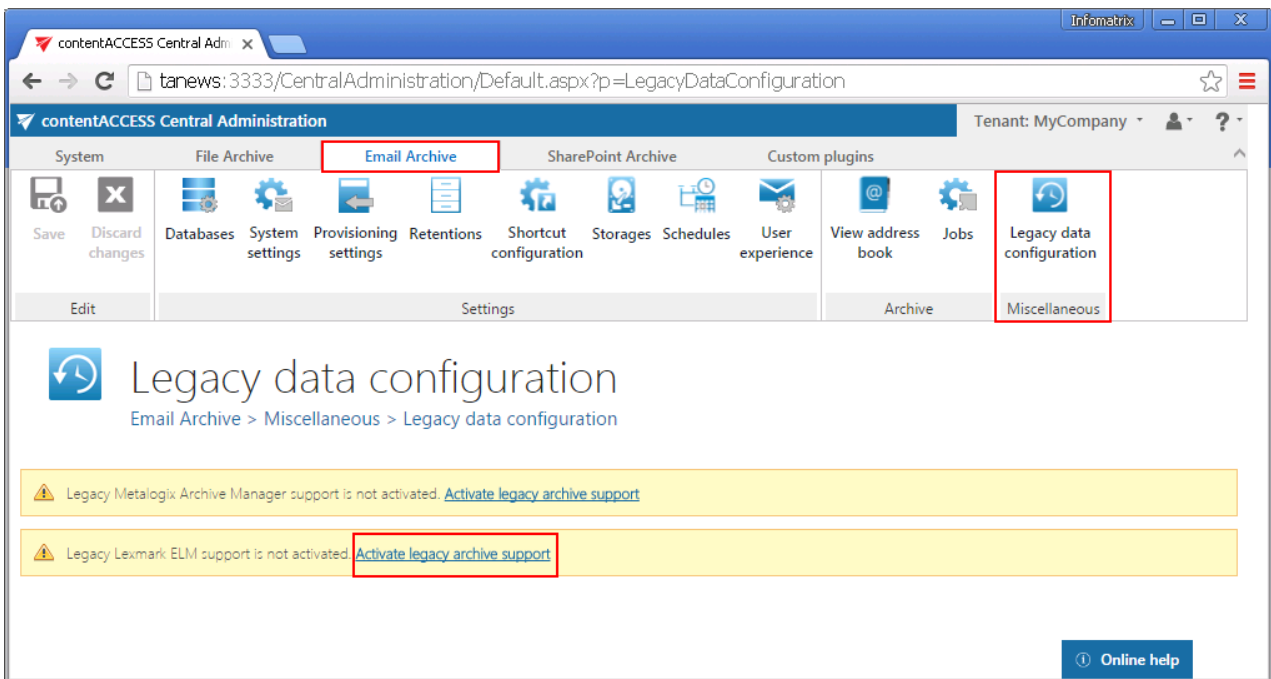 Infomatrix
contentACCESS Central Adm
tanews:3333/CentralAdministration/Default.aspx?p=LegacyDataConfiguration
contentACCESS Central Administration
Tenant: MyCompany
?
System File Archive Email Archive SharePoint Archive Custom plugins
Save Discard changes Databases System settings Provisioning settings Retentions Shortcut configuration Storages Schedules User experience View address book Jobs Legacy data configuration
Edit Settings Archive Miscellaneous
Legacy data configuration
Email Archive > Miscellaneous > Legacy data configuration
Legacy Metalogix Archive Manager support is not activated. Activate legacy archive support
Legacy Lexmark ELM support is not activated. Activate legacy archive support
Online help